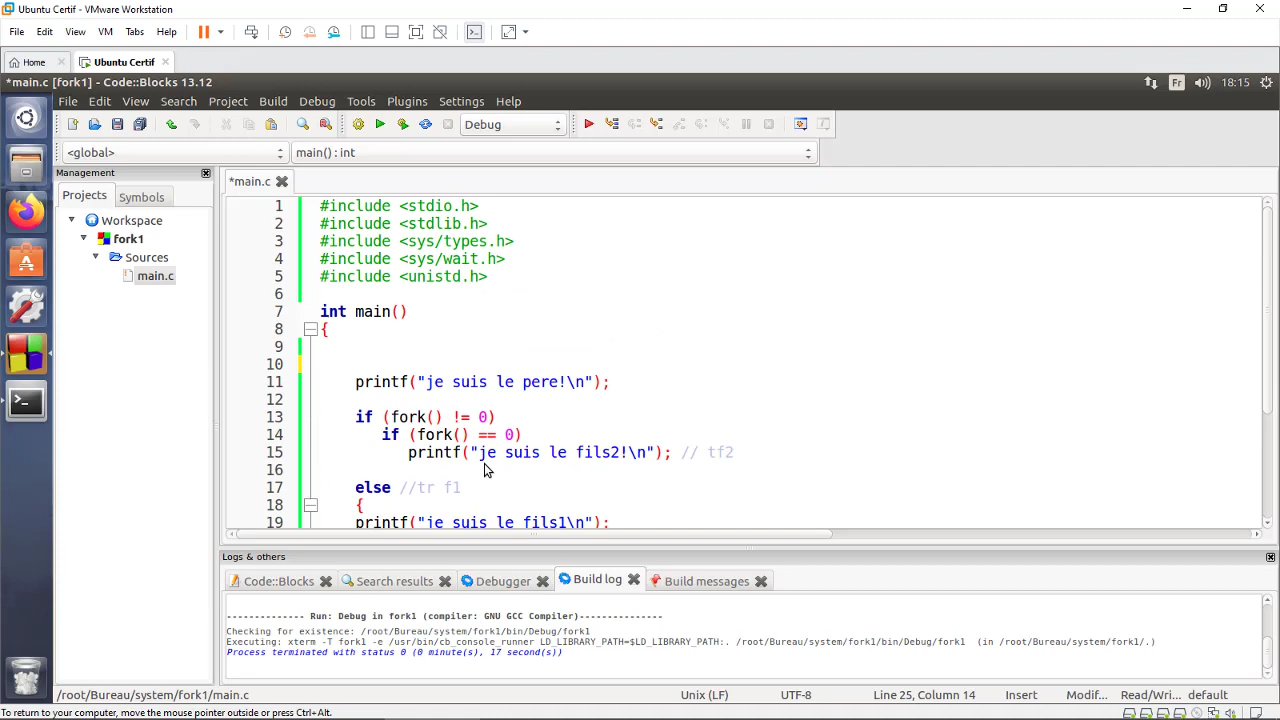 Ubuntu Certif - VMware Workstation
File Edit View VM Tabs Help
Home Ubuntu Certif
*main.c [fork1] - Code::Blocks 13.12 Fr 18:15
File Edit View Search Project Build Debug Tools Plugins Settings Help
Debug
<global> main() : int
Management
*main.c
Projects Symbols
Workspace
fork1
Sources
main.c
1 #include <stdio.h>
2 #include <stdlib.h>
3 #include <sys/types.h>
4 #include <sys/wait.h>
5 #include <unistd.h>
6
7 int main()
8 {
9
10
11 printf("je suis le pere!\n");
12
13 if (fork() != 0)
14 if (fork() == 0)
15 printf("je suis le fils2!\n"); // tf2
16
17 else //tr f1
18 {
19 printf("je suis le fils1\n");
Logs & others
Code::Blocks Search results Debugger Build log Build messages
------------- Run: Debug in fork1 (compiler: GNU GCC Compiler)---------------
Checking for existence: /root/Bureau/system/fork1/bin/Debug/fork1
Executing: xterm -T fork1 -e /usr/bin/cb_console_runner LD_LIBRARY_PATH=$LD_LIBRARY_PATH:. /root/Bureau/system/fork1/bin/Debug/fork1 (in /root/Bureau/system/fork1/.)
Process terminated with status 0 (0 minute(s), 17 second(s))
/root/Bureau/system/fork1/main.c Unix (LF) UTF-8 Line 25, Column 14 Insert Modif... Read/Wri... default
To return to your computer, move the mouse pointer outside or press Ctrl+Alt.